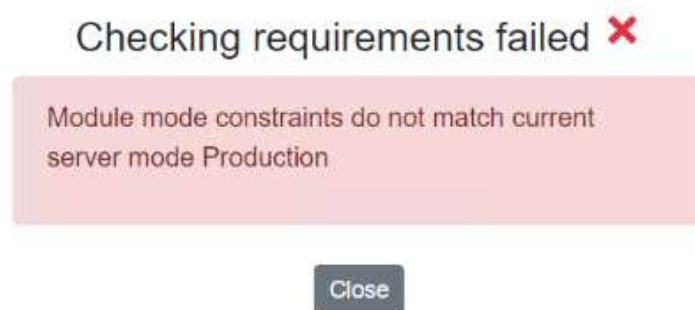 Checking requirements failed
Module mode constraints do not match current
server mode Production
Close